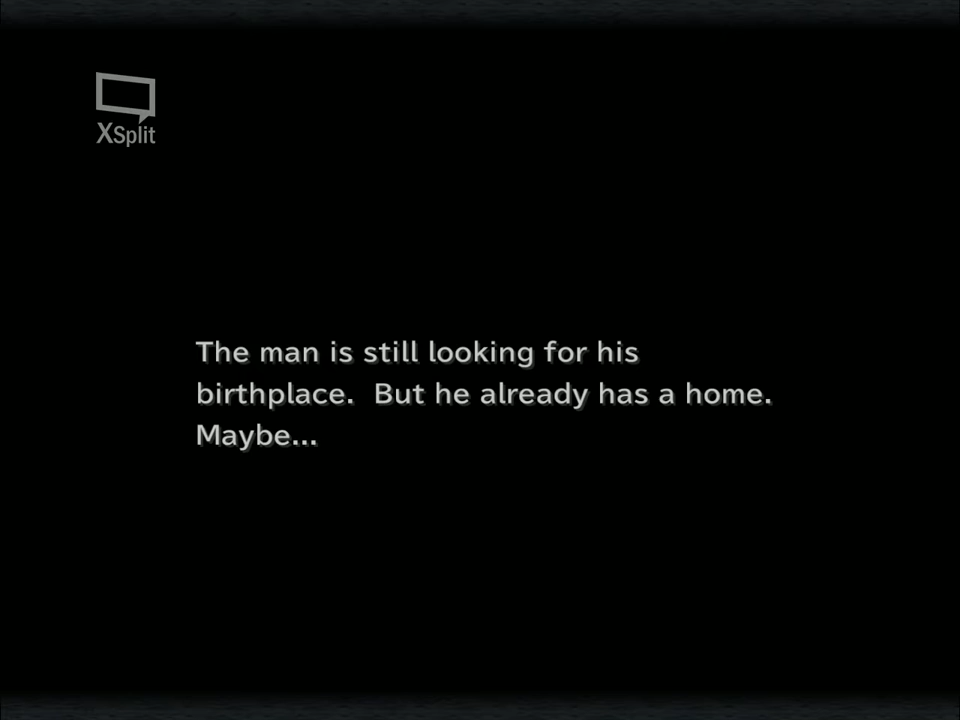 XSplit
The man is still looking for his
birthplace.  But he already has a home.
Maybe...